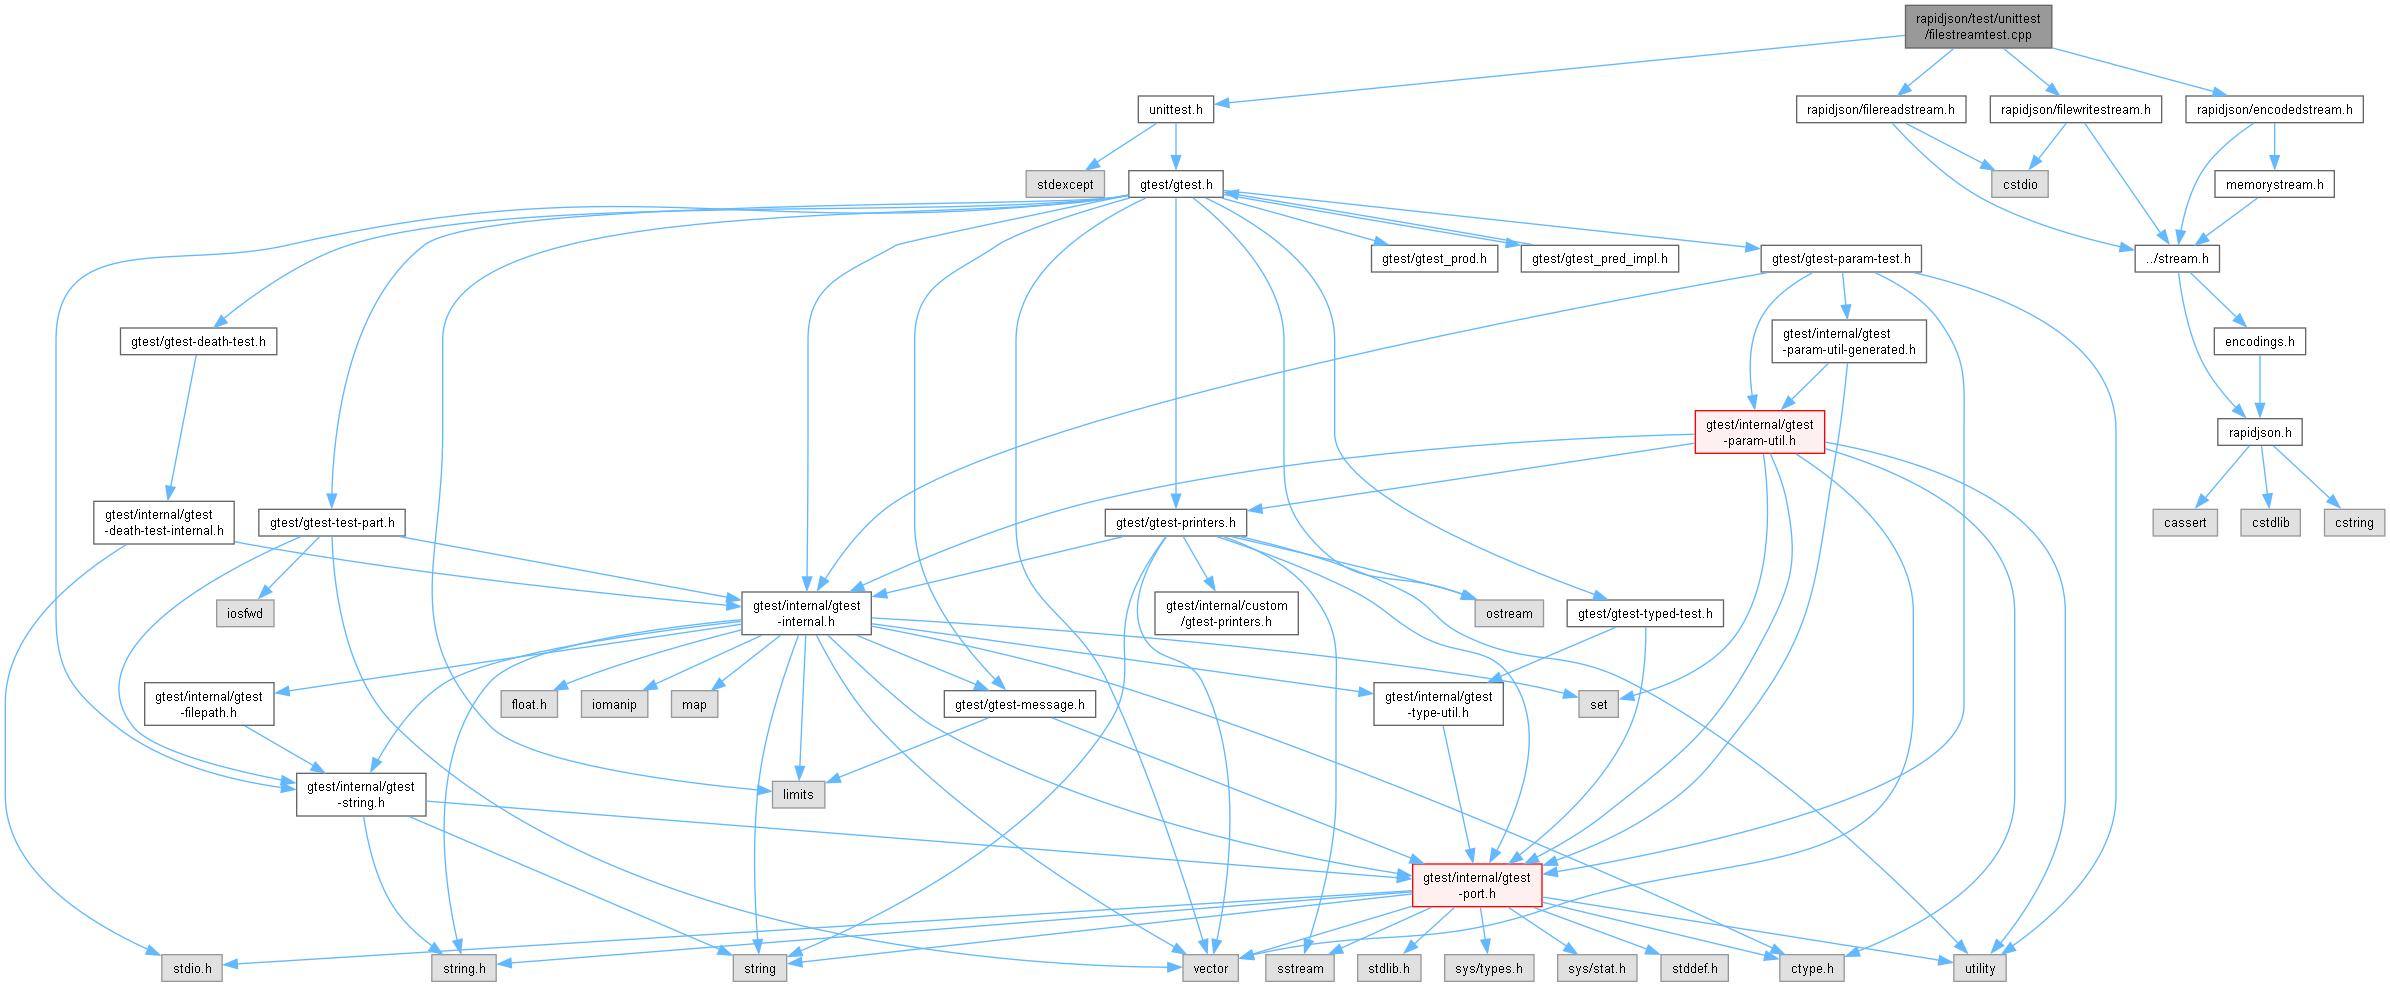 rapidjson/test/unittest
/filestreamtest.cpp
unittest.h
rapidjson/filereadstream.h
rapidjson/filewritestream.h
rapidjson/encodedstream.h
stdexcept
gtest/gtest.h
cstdio
memorystream.h
gtest/gtest_prod.h
gtest/gtest_pred_impl.h
gtest/gtest-param-test.h
../stream.h
gtest/gtest-death-test.h
gtest/internal/gtest
-param-util-generated.h
encodings.h
gtest/internal/gtest
-param-util.h
rapidjson.h
gtest/internal/gtest
-death-test-internal.h
gtest/gtest-test-part.h
gtest/gtest-printers.h
cassert
cstdlib
cstring
iosfwd
gtest/internal/gtest
-internal.h
gtest/internal/custom
/gtest-printers.h
ostream
gtest/gtest-typed-test.h
gtest/internal/gtest
-filepath.h
float.h
iomanip
map
gtest/gtest-message.h
gtest/internal/gtest
-type-util.h
set
gtest/internal/gtest
-string.h
limits
gtest/internal/gtest
-port.h
stdio.h
string.h
string
vector
sstream
stdlib.h
sys/types.h
sys/stat.h
stddef.h
ctype.h
utility